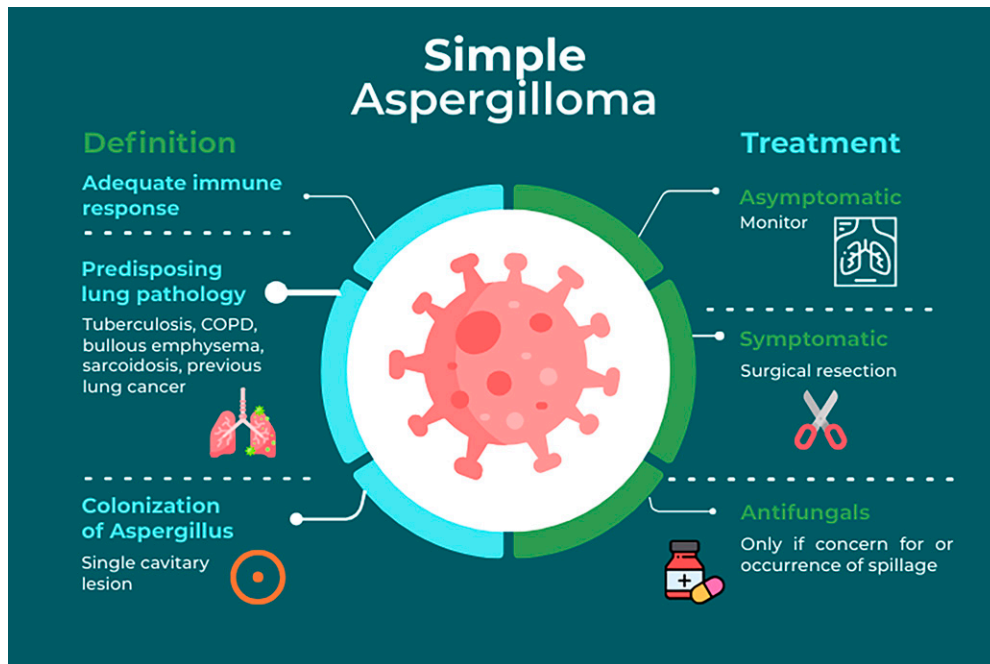 Simple
Aspergilloma
Definition
Adequate immune
response
Predisposing
lung pathology
Tuberculosis, COPD,
bullous emphysema,
sarcoidosis, previous
lung cancer
Colonization
of Aspergillus
Single cavitary
lesion
Treatment
Asymptomatic
Monitor
Symptomatic
Surgical resection
Antifungals
Only if concern for or
occurrence of spillage